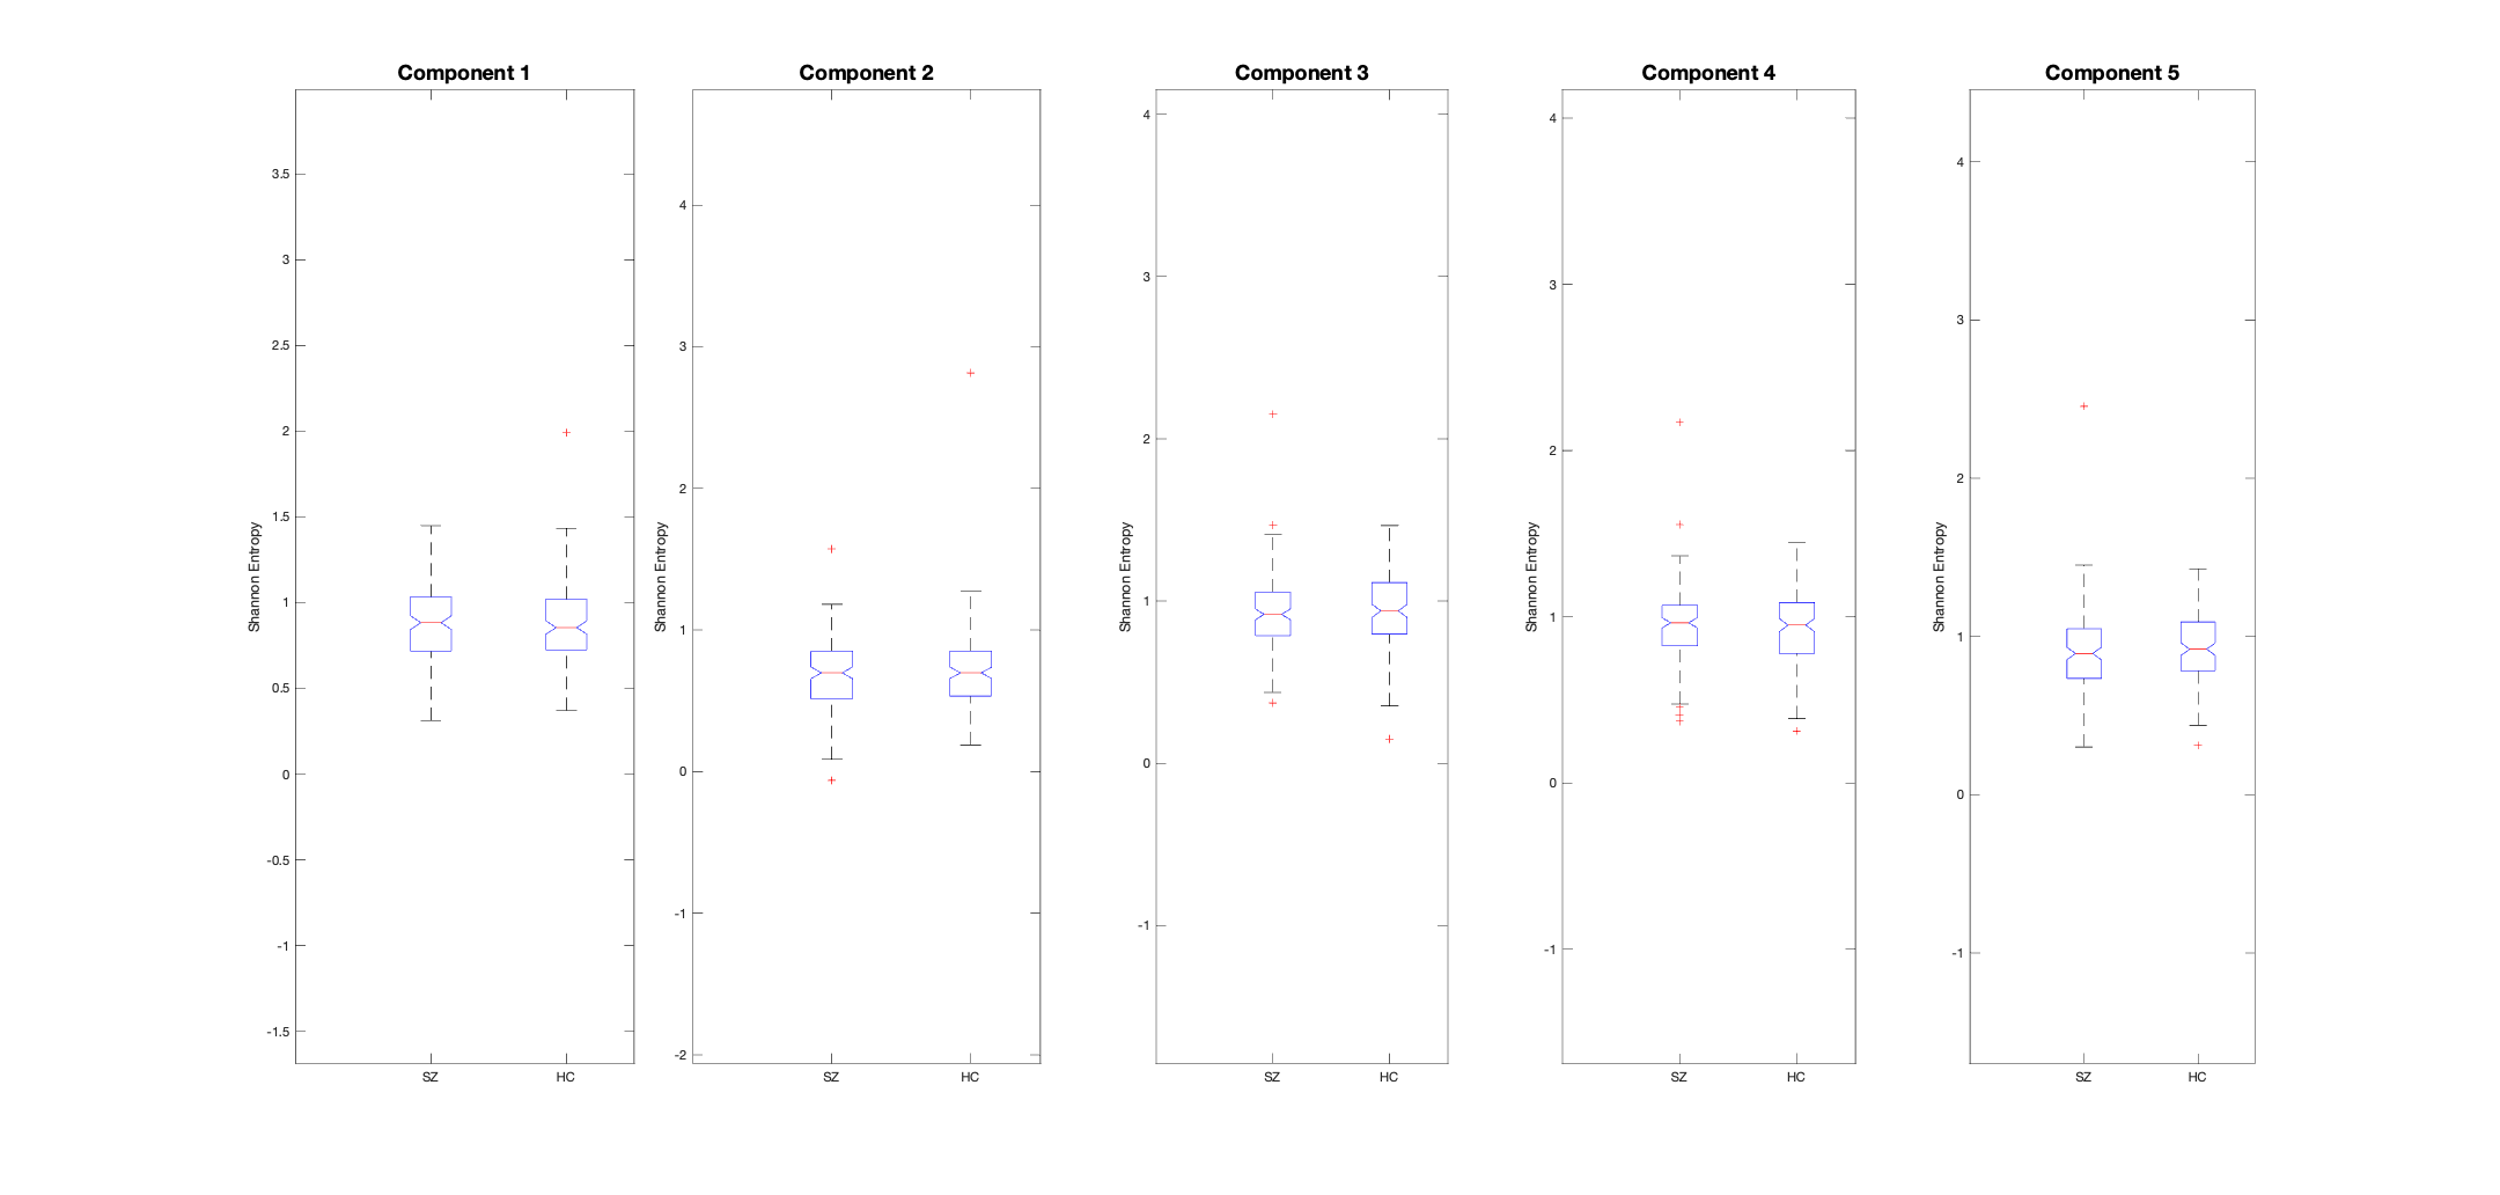 Component 1
Component 2
Component 3
Component 4
Component 5
Shannon Entropy
3.5
3
2.5
2
1.5
1
0.5
0
-0.5
-1
-1.5
SZ HC
Shannon Entropy
4
3
2
1
0
-1
-2
SZ HC
Shannon Entropy
4
3
2
1
0
-1
SZ HC
Shannon Entropy
4
3
2
1
0
-1
SZ HC
Shannon Entropy
4
3
2
1
0
-1
SZ HC